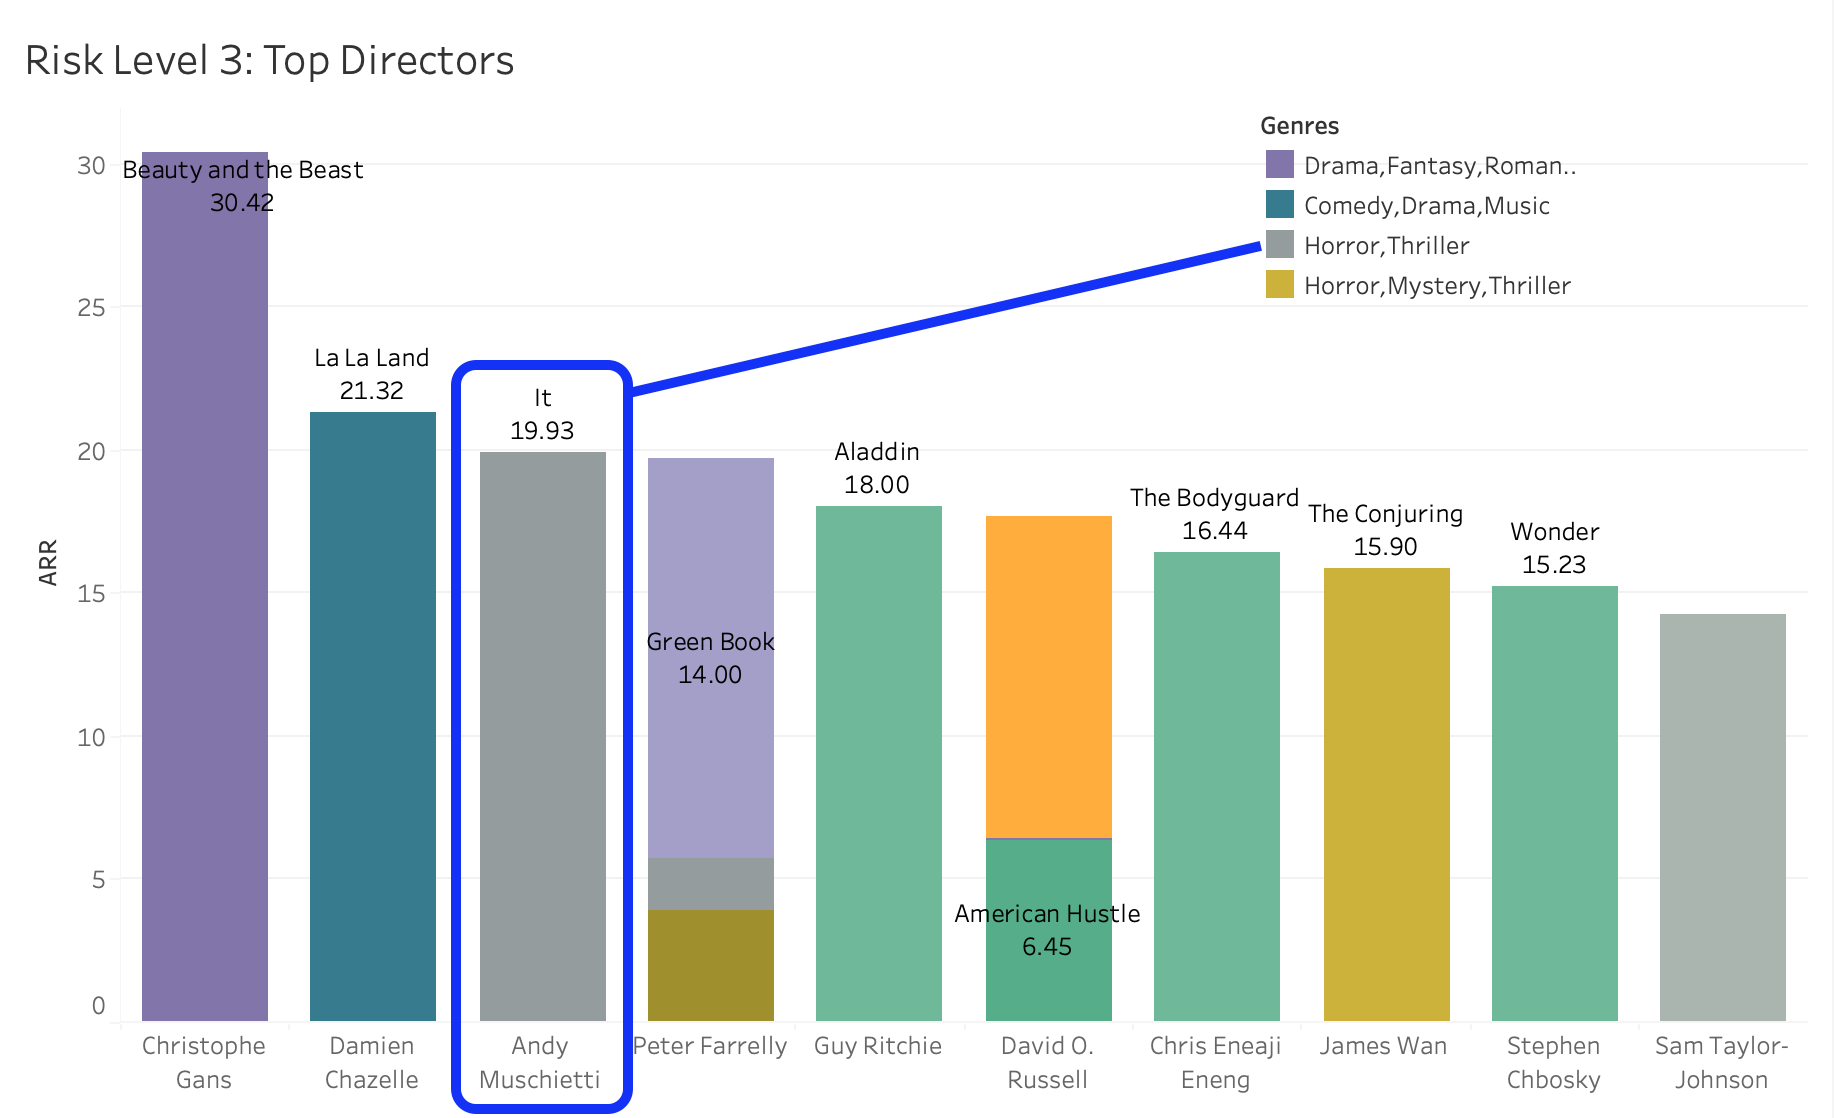 Risk Level 3: Top Directors
Genres
Drama,Fantasy,Roman..
Comedy,Drama,Music
Horror,Thriller
Horror,Mystery,Thriller
ARR
30
25
20
15
10
5
0
Beauty and the Beast
30.42
La La Land
21.32
It
19.93
Green Book
14.00
Aladdin
18.00
American Hustle
6.45
The Bodyguard
16.44
The Conjuring
15.90
Wonder
15.23
Christophe
Gans
Damien
Chazelle
Andy
Muschietti
Peter Farrelly
Guy Ritchie
David O.
Russell
Chris Eneaji
Eneng
James Wan
Stephen
Chbosky
Sam Taylor-
Johnson